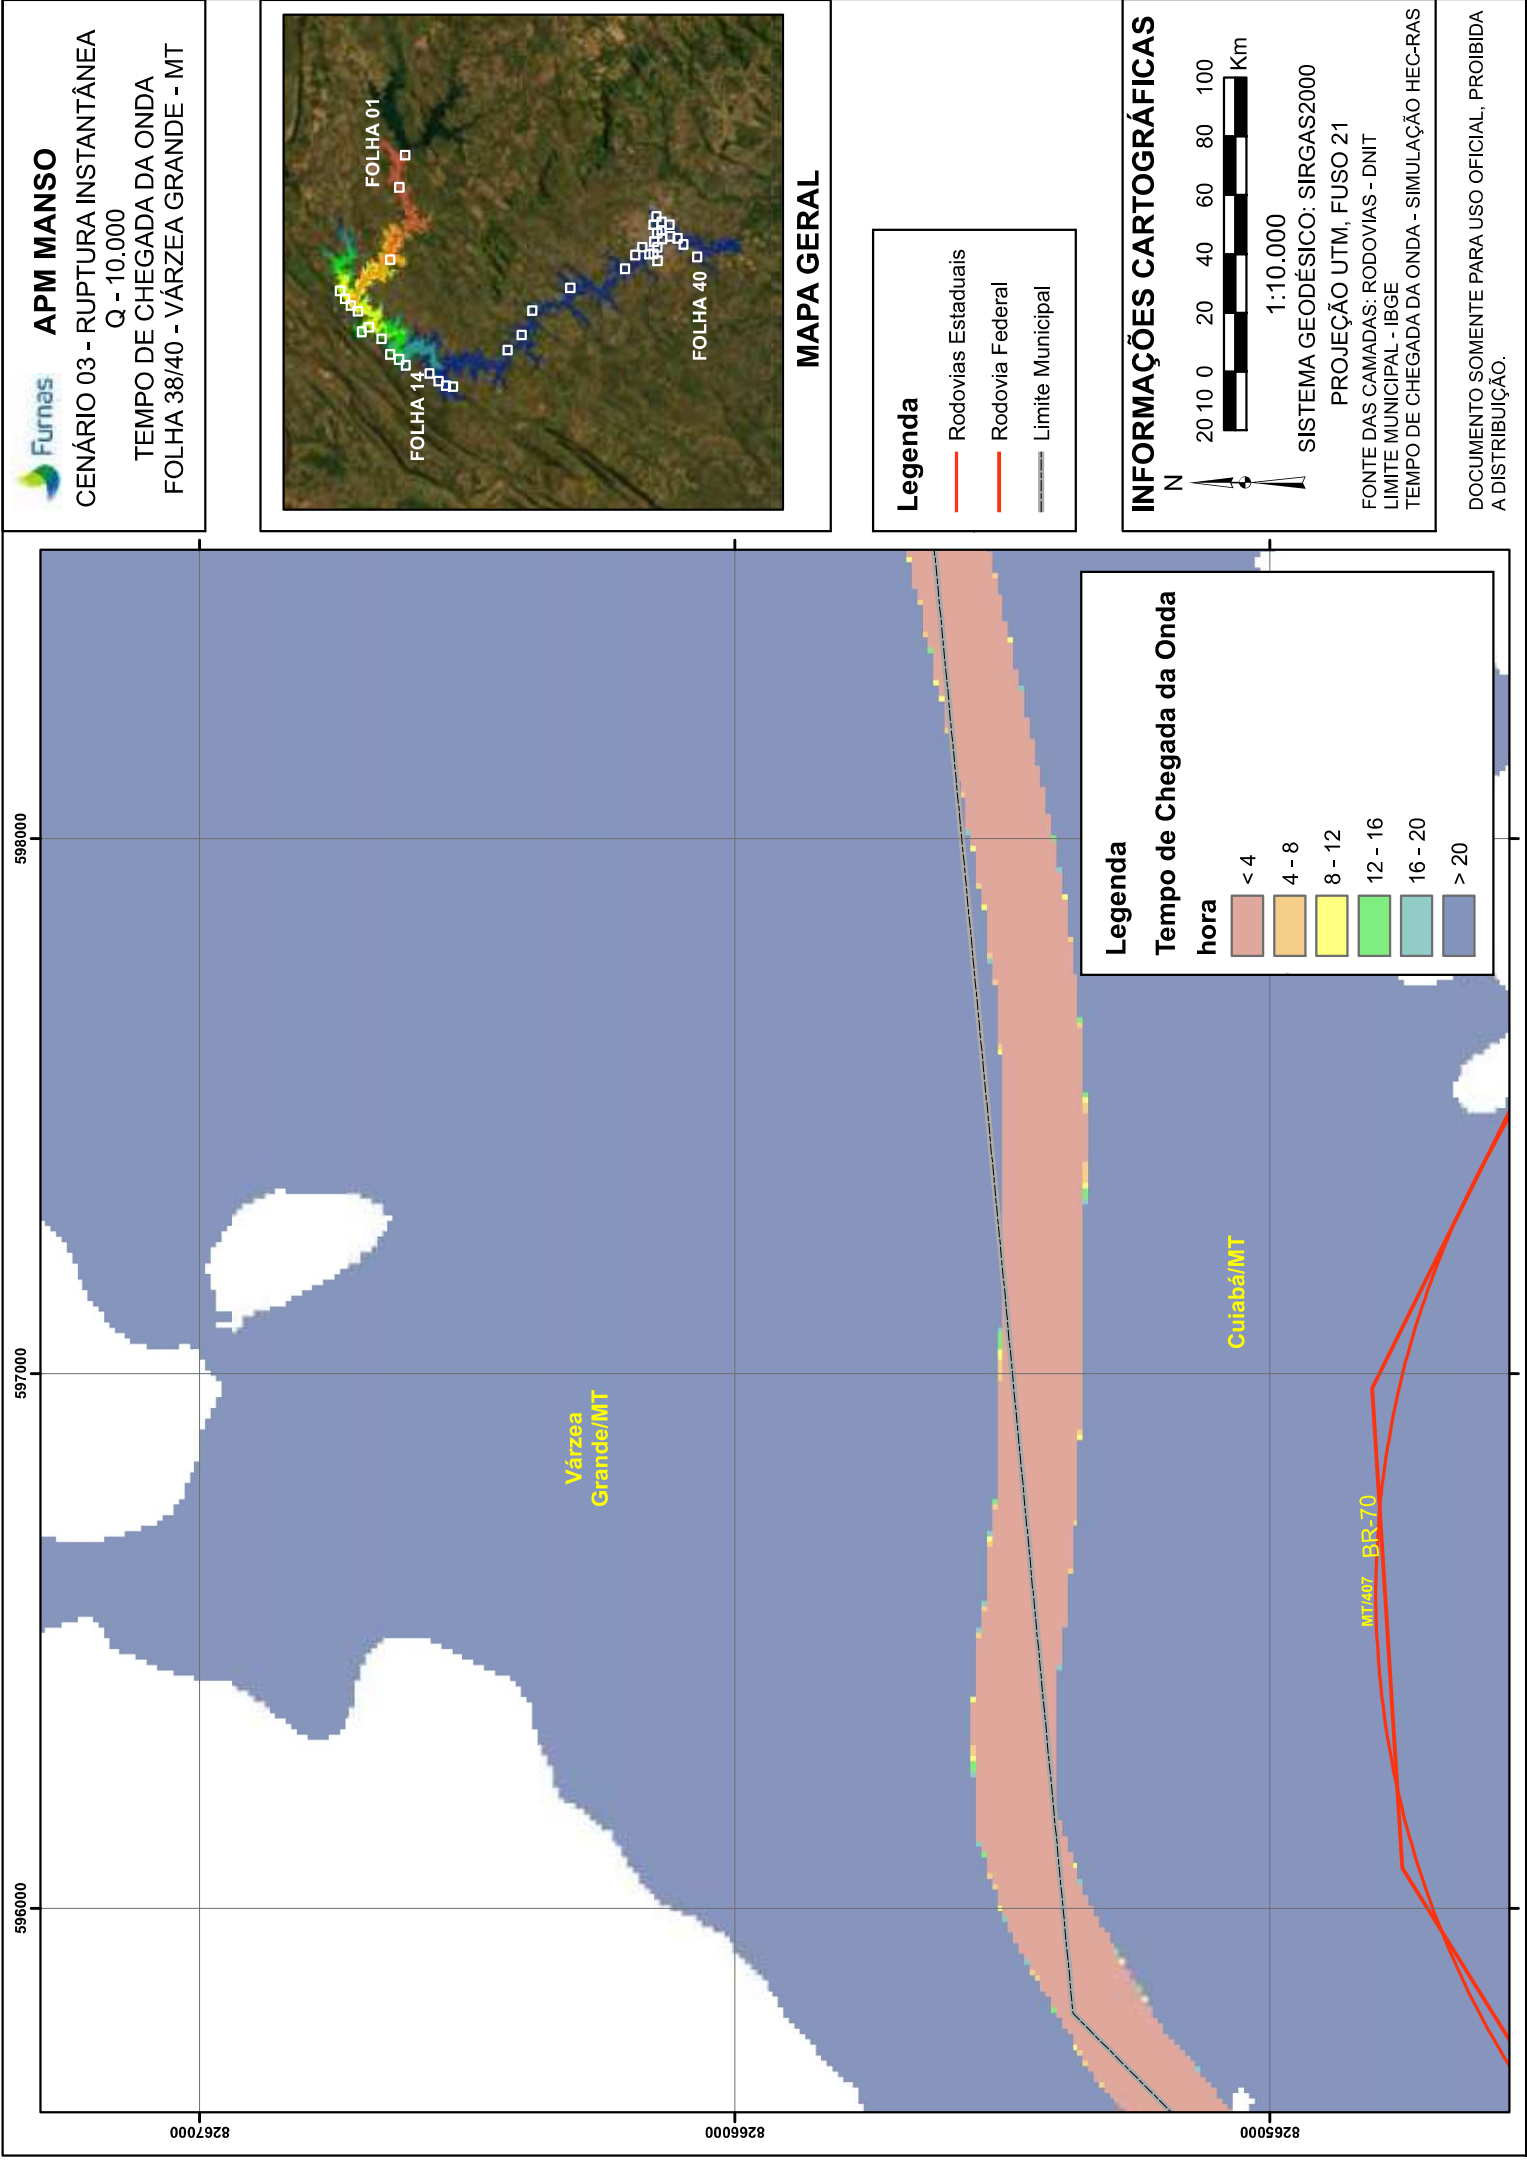 Furnas
APM MANSO
CENÁRIO 03 - RUPTURA INSTANTÂNEA
Q - 10.000
TEMPO DE CHEGADA DA ONDA
FOLHA 38/40 - VÁRZEA GRANDE - MT
FOLHA 01
FOLHA 14
FOLHA 40
MAPA GERAL
Legenda
Rodovias Estaduais
Rodovia Federal
Limite Municipal
INFORMAÇÕES CARTOGRÁFICAS
N
20 10 0 20 40 60 80 100
Km
1:10.000
SISTEMA GEODÉSICO: SIRGAS2000
PROJEÇÃO UTM, FUSO 21
FONTE DAS CAMADAS: RODOVIAS - DNIT
LIMITE MUNICIPAL - IBGE
TEMPO DE CHEGADA DA ONDA - SIMULAÇÃO HEC-RAS
DOCUMENTO SOMENTE PARA USO OFICIAL, PROIBIDA
A DISTRIBUIÇÃO.
596000
597000
598000
8267000
8266000
8265000
Várzea
Grande/MT
Cuiabá/MT
MT/407 BR-70
Legenda
Tempo de Chegada da Onda
hora
< 4
4 - 8
8 - 12
12 - 16
16 - 20
> 20